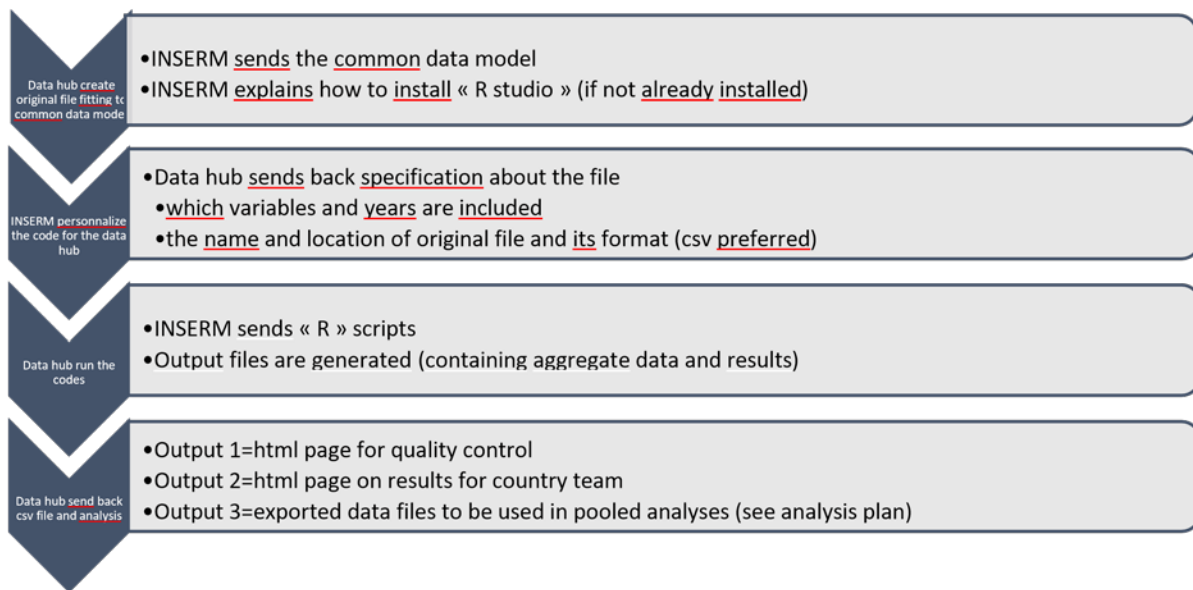 Data hub create
original file fitting to
common data mode
•INSERM sends the common data model
•INSERM explains how to install « R studio » (if not already installed)
INSERM personnalize
the code for the data
hub
•Data hub sends back specification about the file
•which variables and years are included
•the name and location of original file and its format (csv preferred)
Data hub run the
codes
•INSERM sends « R » scripts
•Output files are generated (containing aggregate data and results)
Data hub send back
csv file and analysis
•Output 1=html page for quality control
•Output 2=html page on results for country team
•Output 3=exported data files to be used in pooled analyses (see analysis plan)